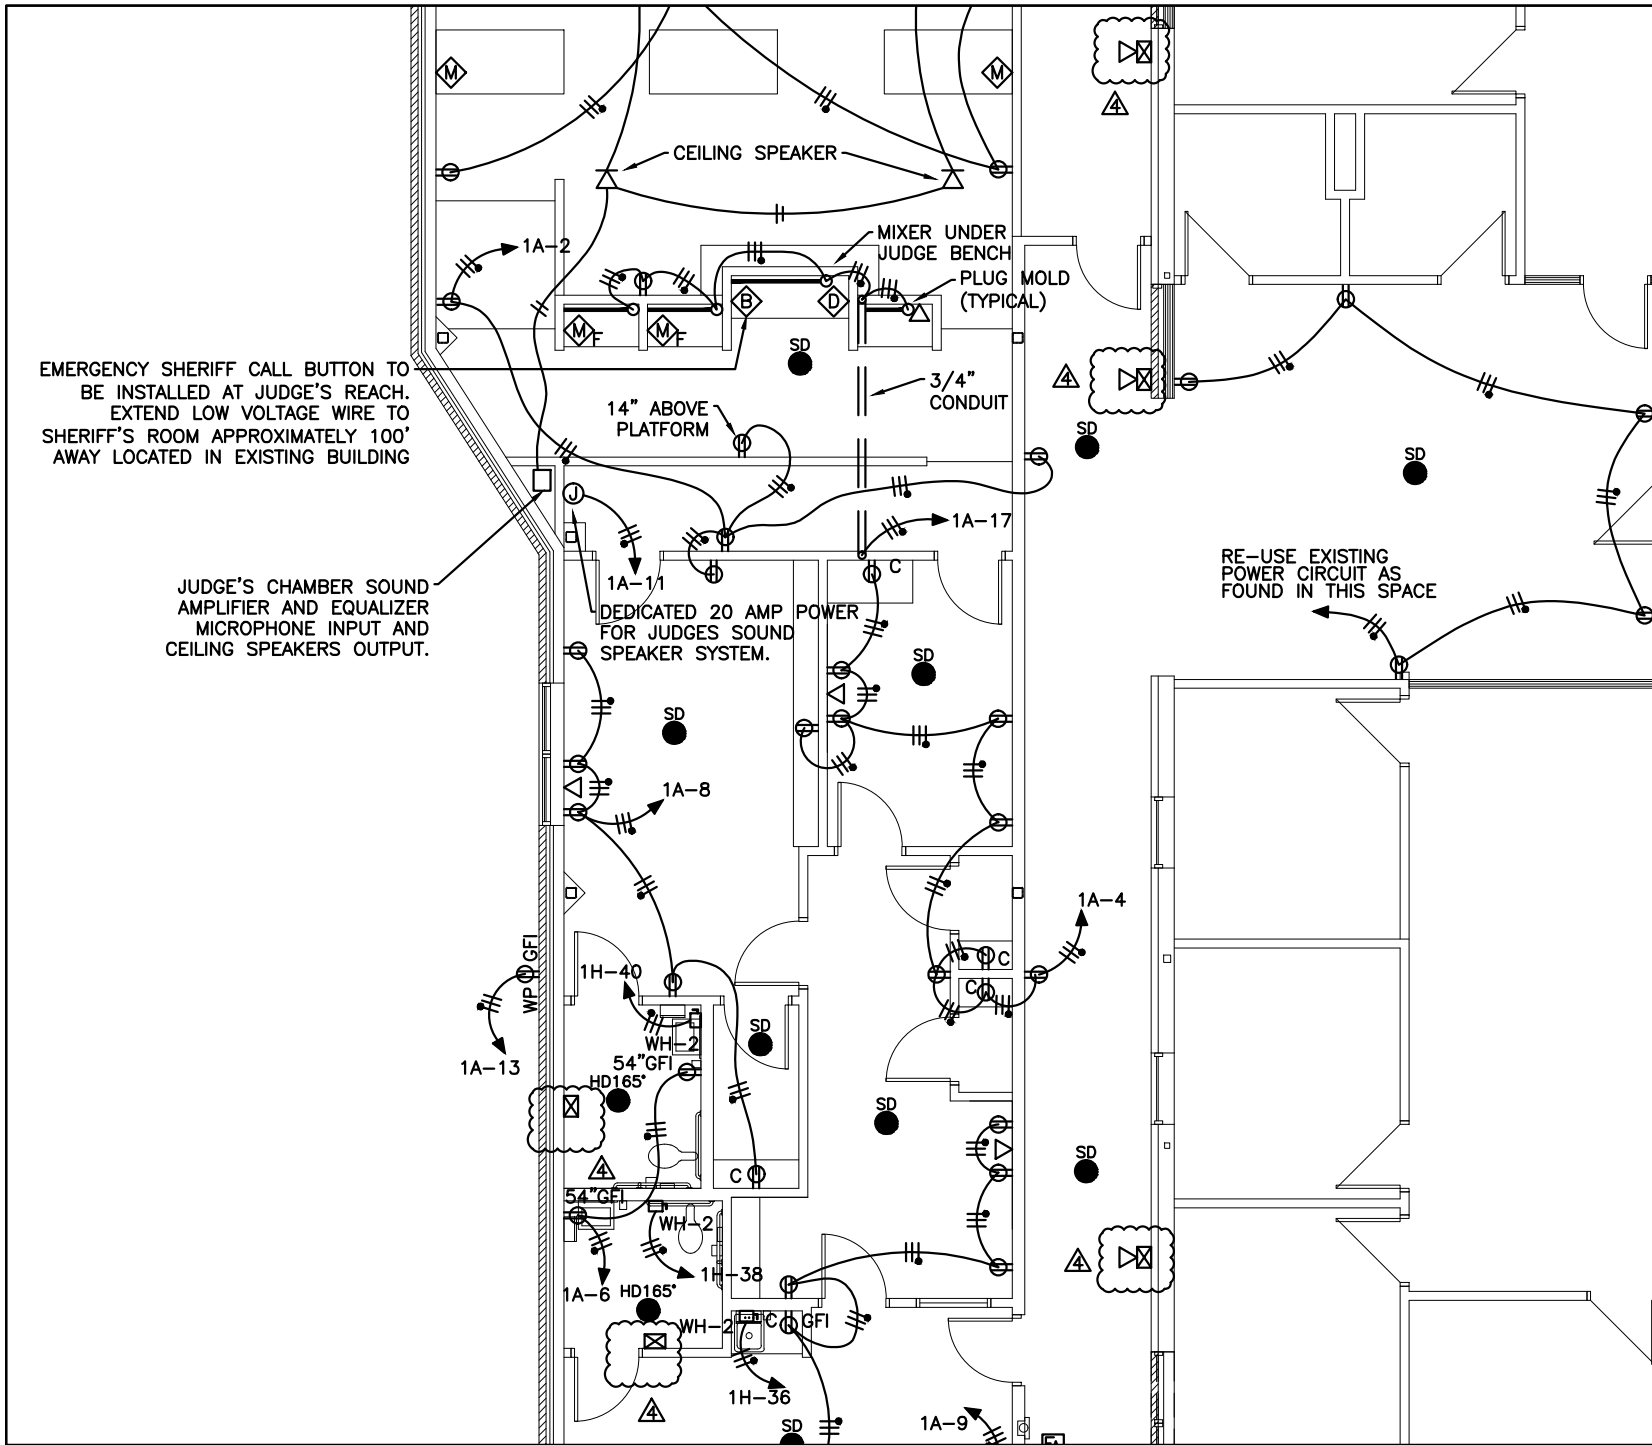 M
M
4
CEILING SPEAKER
MIXER UNDER
JUDGE BENCH
1A-2
PLUG MOLD
(TYPICAL)
B
D
M
F
M
F
SD
EMERGENCY SHERIFF CALL BUTTON TO
BE INSTALLED AT JUDGE'S REACH.
EXTEND LOW VOLTAGE WIRE TO
SHERIFF'S ROOM APPROXIMATELY 100'
AWAY LOCATED IN EXISTING BUILDING
4
3/4"
CONDUIT
14" ABOVE
PLATFORM
SD
SD
J
1A-17
1A-11
C
RE-USE EXISTING
POWER CIRCUIT AS
FOUND IN THIS SPACE
JUDGE'S CHAMBER SOUND
AMPLIFIER AND EQUALIZER
MICROPHONE INPUT AND
CEILING SPEAKERS OUTPUT.
DEDICATED 20 AMP POWER
FOR JUDGES SOUND
SPEAKER SYSTEM.
SD
SD
1A-8
1A-4
WP GFI
1H-40
C
C
SD
WH-2
1A-13
54"GFI
HD165°
SD
4
SD
C
54"GFI
WH-2
1H-38
4
1A-6
HD165°
WH-2
C
GFI
1H-36
4
SD
1A-9